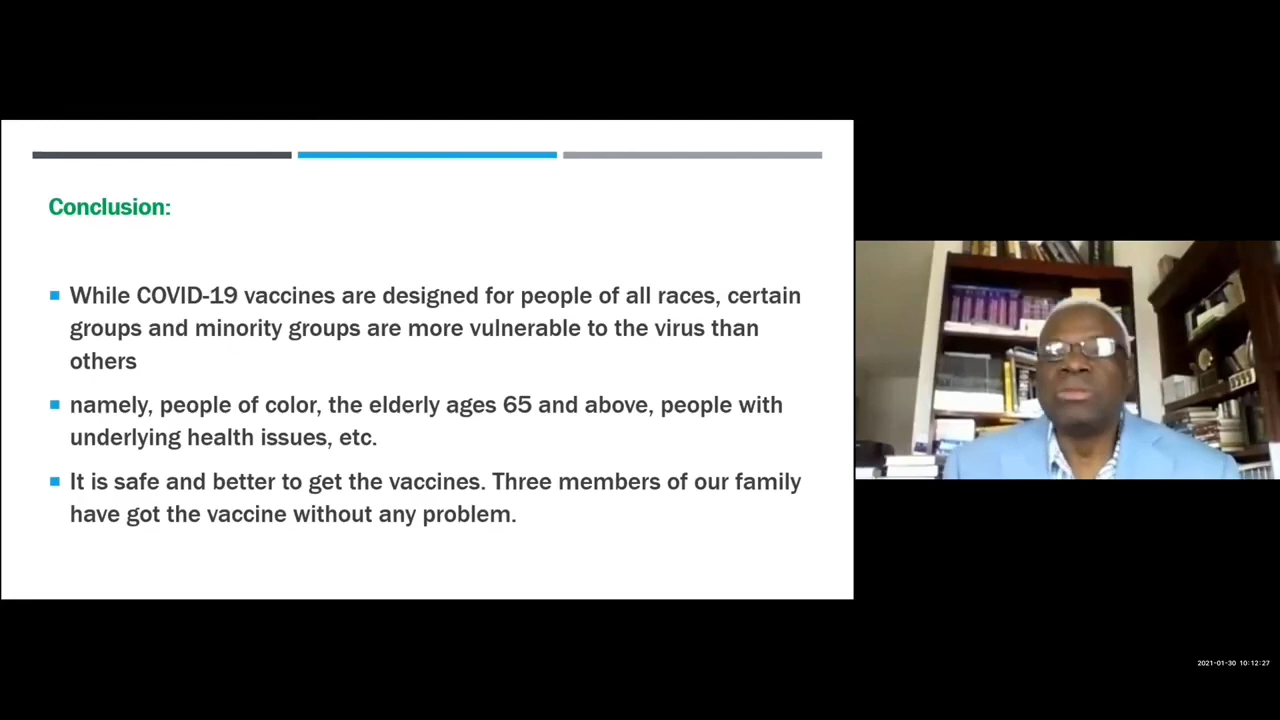 Conclusion:
While COVID-19 vaccines are designed for people of all races, certain
groups and minority groups are more vulnerable to the virus than
others
namely, people of color, the elderly ages 65 and above, people with
underlying health issues, etc.
It is safe and better to get the vaccines. Three members of our family
have got the vaccine without any problem.
2021-01-30 10:12:27